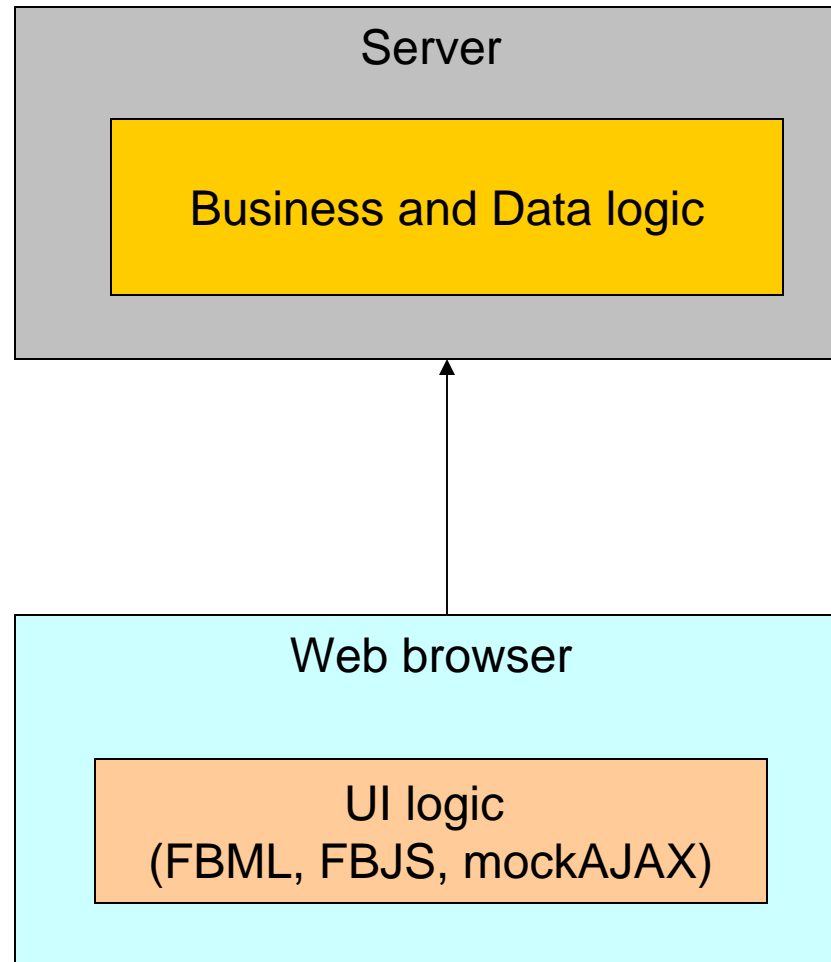 Server
Business and Data logic
Web browser
UI logic
(FBML, FBJS, mockAJAX)